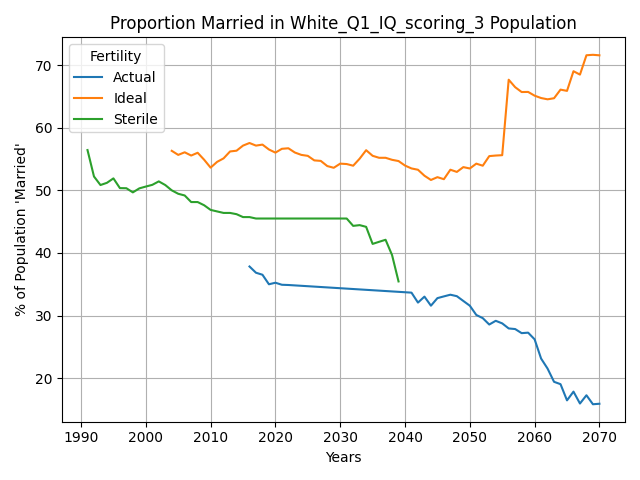 Proportion Married in White_Q1_IQ_scoring_3 Population
% of Population 'Married'
Fertility
Actual
Ideal
Sterile
70
60
50
40
30
20
1990 2000 2010 2020 2030 2040 2050 2060 2070
Years